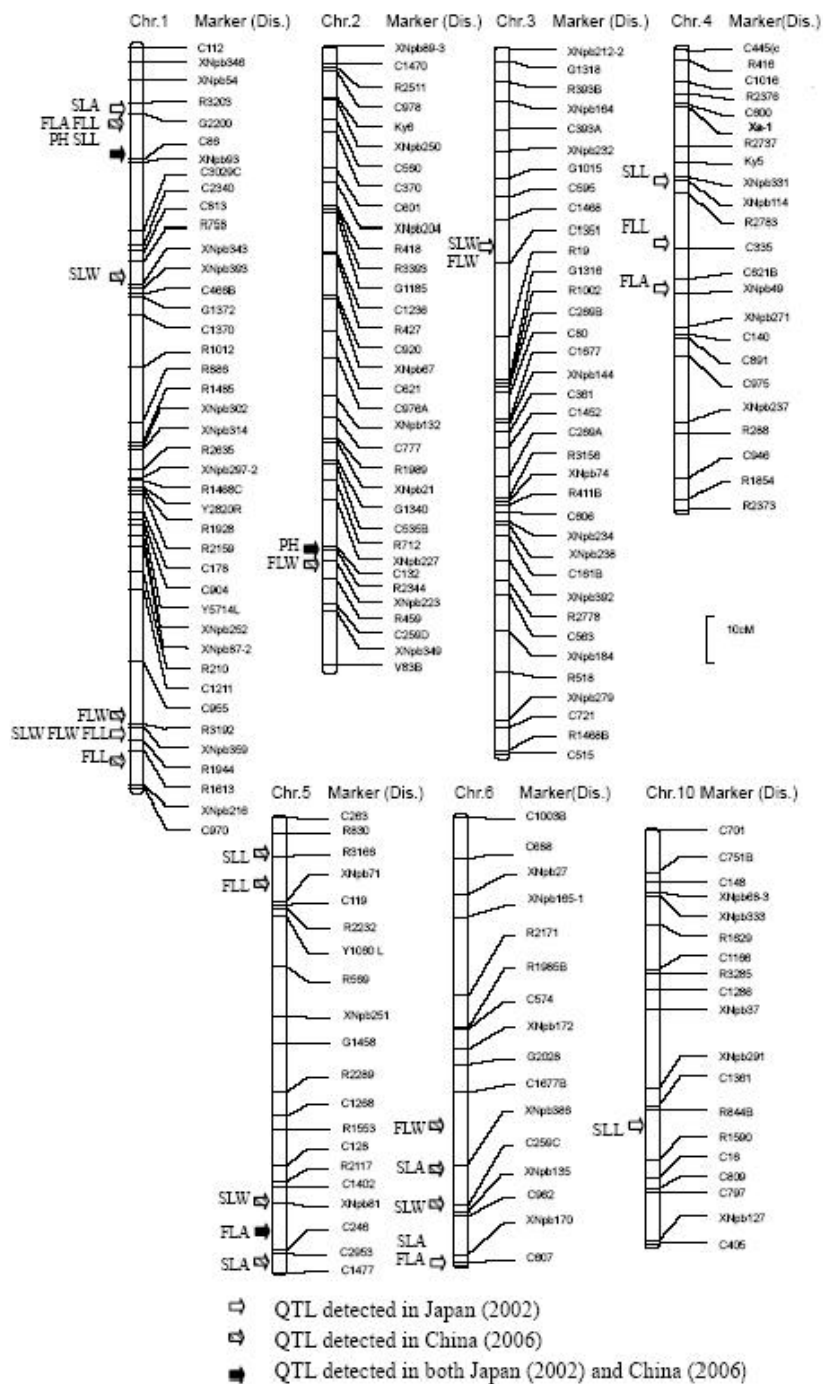 Chr.1 Marker (Dis.)
C112
XNpb346
XNpb54
R3203
G2200
C86
XNpb93
C3029C
C2340
C813
R758
XNpb343
XNpb393
C466B
G1372
C1370
R1012
R886
R1485
XNpb302
XNpb314
R2635
XNpb297-2
R1468C
Y2820R
R1928
R2159
C178
C904
Y5714L
XNpb252
XNpb87-2
R210
C1211
C955
R3192
XNpb359
R1944
R1613
XNpb216
C970
SLA
FLA FLL
PH SLL
SLW
FLW
SLW FLW FLL
FLL
Chr.2 Marker (Dis.)
XNpb89-3
C1470
R2511
C978
Ky6
XNpb250
C560
C370
C601
XNpb204
R418
R3393
G1185
C1236
R427
C920
XNpb67
C621
C976A
XNpb132
C777
R1989
XNpb21
G1340
C535B
R712
XNpb227
C132
R2344
XNpb223
R459
C259D
XNpb349
V83B
PH
FLW
Chr.3 Marker (Dis.)
XNpb212-2
G1318
R393B
XNpb164
C393A
XNpb232
G1015
C595
C1468
C1351
R19
G1316
R1002
C269B
C80
C1677
XNpb144
C361
C1452
C269A
R3156
XNpb74
R411B
C606
XNpb234
XNpb238
C161B
XNpb392
R2778
C563
XNpb184
R518
XNpb279
C721
R1468B
C515
SLW
FLW
Chr.4 Marker (Dis.)
C445(c
R416
C1016
R2376
C600
Xa-1
R2737
Ky5
XNpb331
XNpb114
R2783
C335
C621B
XNpb49
XNpb271
C140
C891
C975
XNpb237
R288
C946
R1854
R2373
SLL
FLL
FLA
10cM
Chr.5 Marker (Dis.)
C263
R830
R3166
XNpb71
C119
R2232
Y1060 L
R569
XNpb251
G1458
R2289
C1268
R1553
C128
R2117
C1402
XNpb81
C246
C2953
C1477
SLL
FLL
SLW
FLA
SLA
Chr.6 Marker(Dis.)
C1003B
C688
XNpb27
XNpb165-1
R2171
R1985B
C574
XNpb172
G2028
C1677B
XNpb386
C259C
XNpb135
C962
XNpb170
C607
FLW
SLA
SLW
SLA
FLA
Chr.10 Marker (Dis.)
C701
C751B
C148
XNpb68-3
XNpb333
R1629
C1166
R3285
C1286
XNpb37
XNpb291
C1361
R844B
R1590
C16
C809
C797
XNpb127
C405
SLL
QTL detected in Japan (2002)
QTL detected in China (2006)
QTL detected in both Japan (2002) and China (2006)